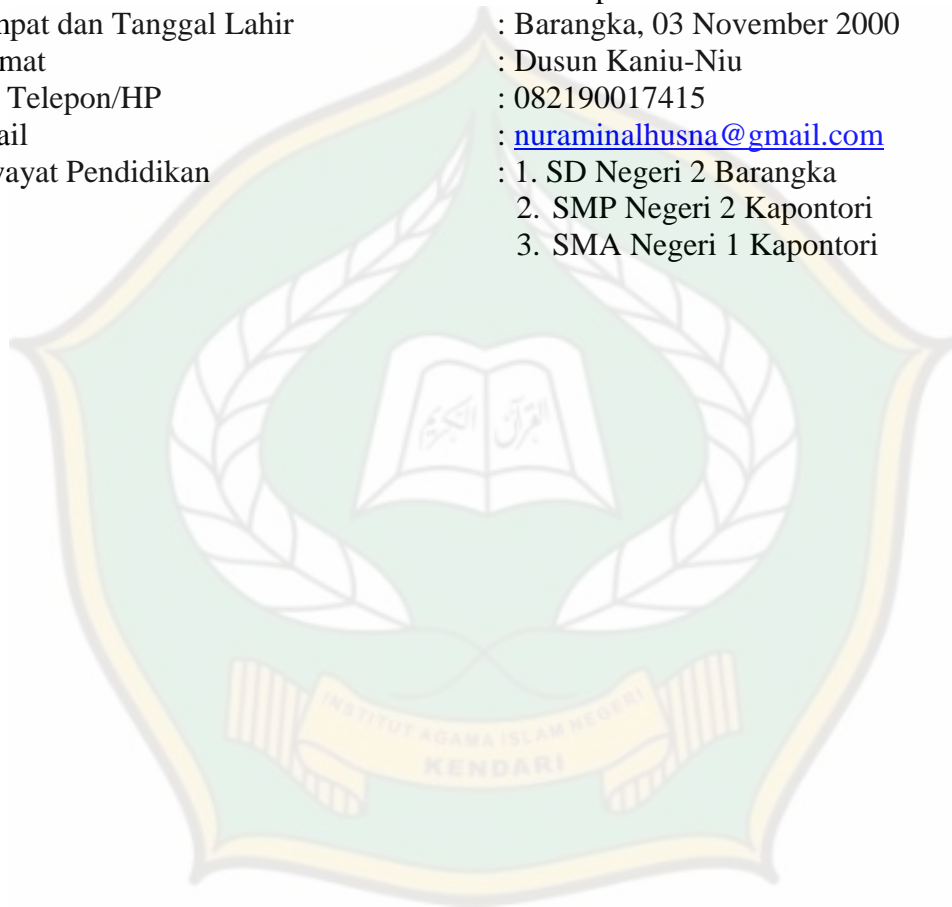 mpat dan Tanggal Lahir : Barangka, 03 November 2000
mat : Dusun Kaniu-Niu
Telepon/HP : 082190017415
ail : nuraminalhusna@gmail.com
vayat Pendidikan : 1. SD Negeri 2 Barangka
2. SMP Negeri 2 Kapontori
3. SMA Negeri 1 Kapontori
القرآن الكريم
INSTITUT AGAMA ISLAM NEGERI
KENDARI